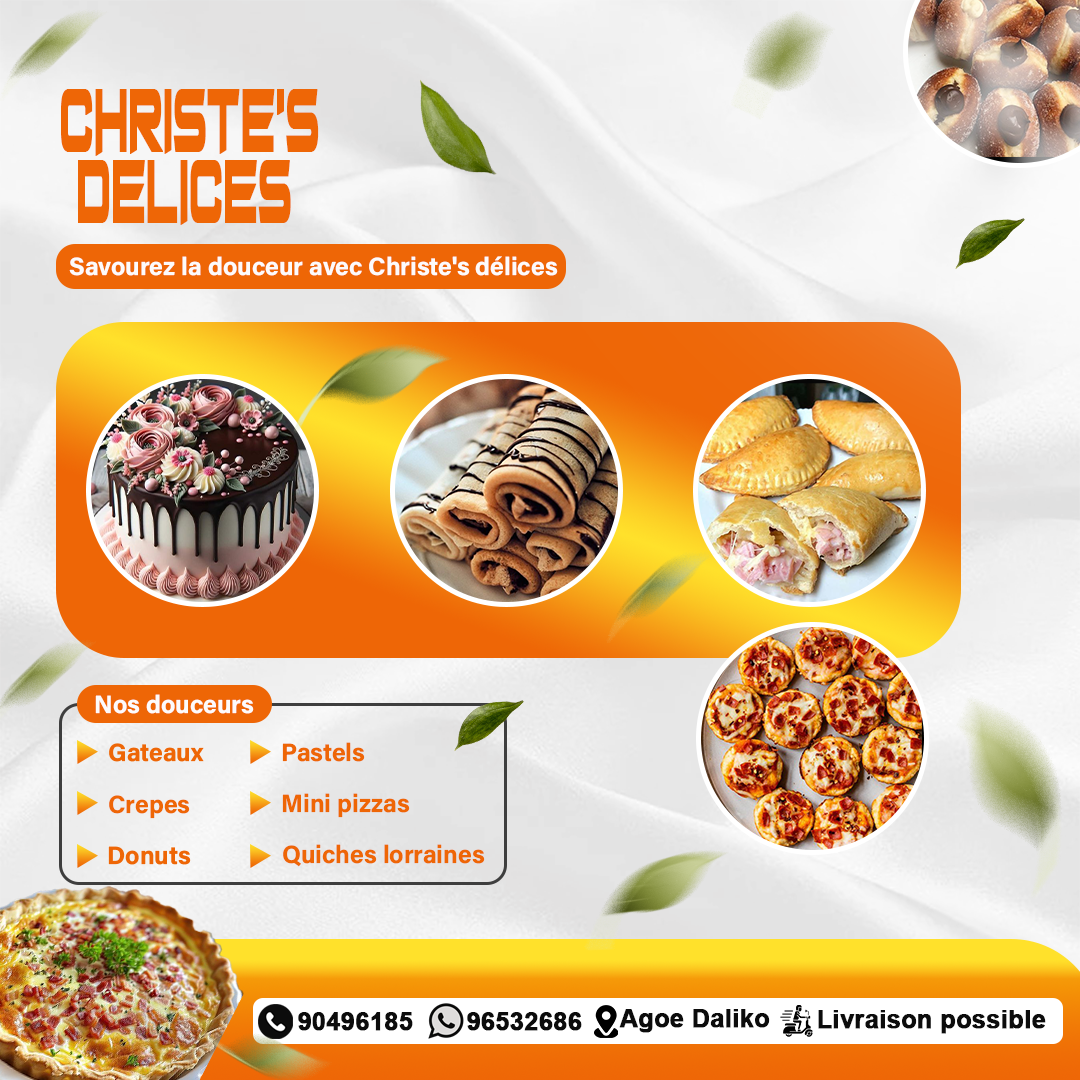 CHRISTE'S
DELICES
Savourez la douceur avec Christe's délices
Nos douceurs
Gateaux
Pastels
Crepes
Mini pizzas
Donuts
Quiches lorraines
90496185
96532686
Agoe Daliko
Livraison possible